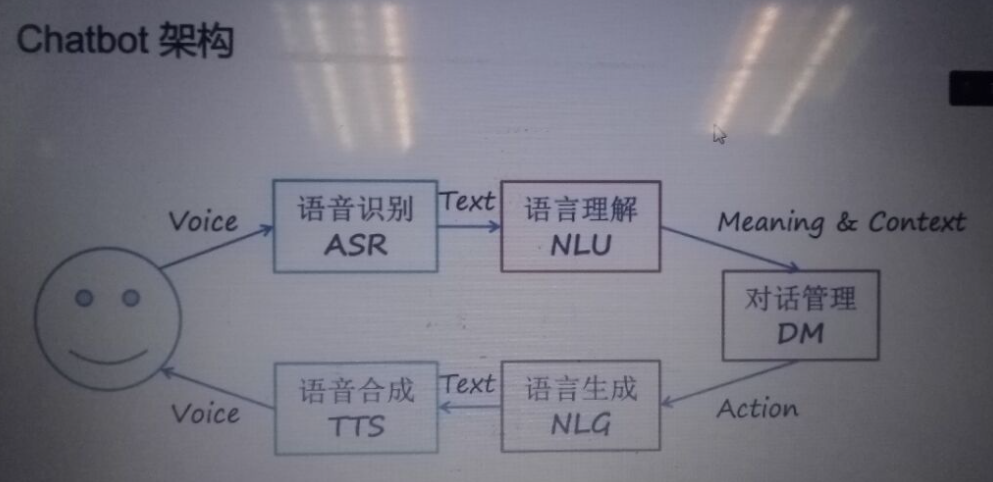 Chatbot 架构
Voice
语音识别
ASR
Text
语言理解
NLU
Meaning & Context
对话管理
DM
Action
语言生成
NLG
Text
语音合成
TTS
Voice